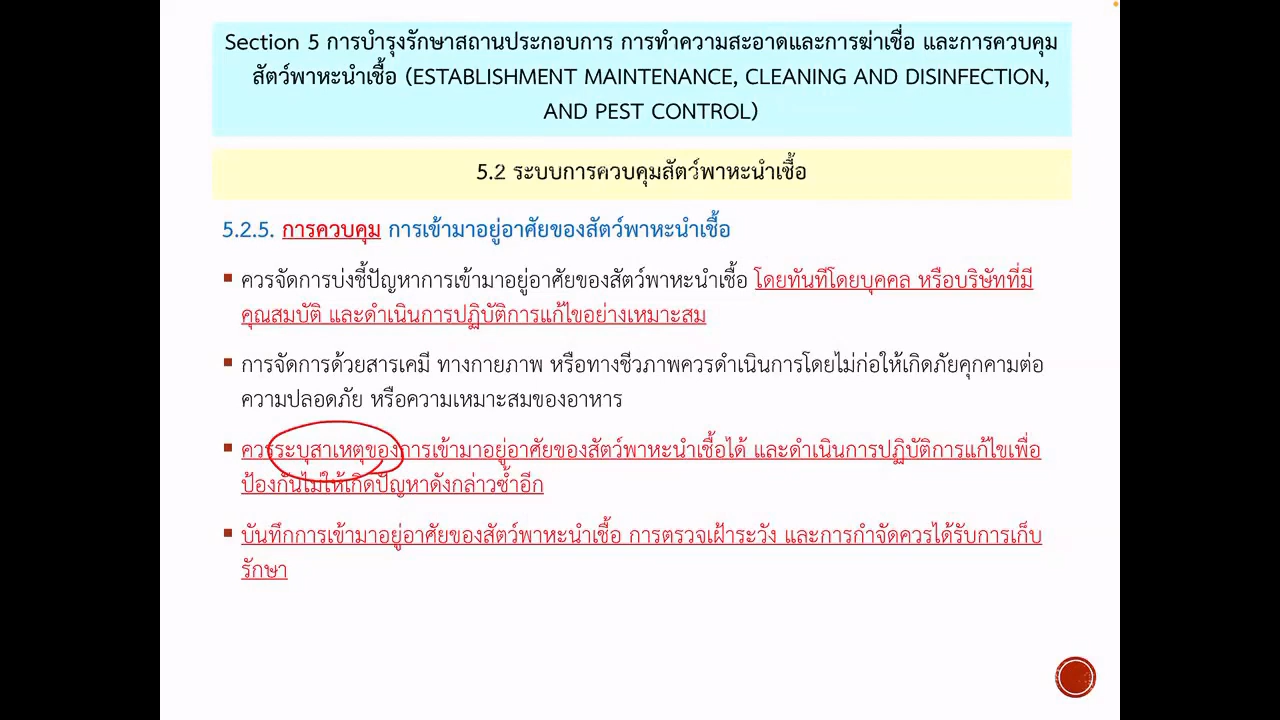 Section 5 การบำรุงรักษาสถานประกอบการ การทำความสะอาดและการฆ่าเชื่อ และการควบคุม
สัตว์พาหะนำเชื้อ (ESTABLISHMENT MAINTENANCE, CLEANING AND DISINFECTION,
AND PEST CONTROL)
5.2 ระบบการควบคุมสัตว์พาหะนำเชื้อ
5.2.5. การควบคุม การเข้ามาอยู่อาศัยของสัตว์พาหะนำเชื้อ
▪ ควรจัดการบ่งชี้ปัญหาการเข้ามาอยู่อาศัยของสัตว์พาหะนำเชื้อ โดยทันทีโดยบุคคล หรือบริษัทที่มี
คุณสมบัติ และดำเนินการปฏิบัติการแก้ไขอย่างเหมาะสม
▪ การจัดการด้วยสารเคมี ทางกายภาพ หรือทางชีวภาพควรดำเนินการโดยไม่ก่อให้เกิดภัยคุกคามต่อ
ความปลอดภัย หรือความเหมาะสมของอาหาร
▪ ควรระบุสาเหตุของการเข้ามาอยู่อาศัยของสัตว์พาหะนำเชื้อได้ และดำเนินการปฏิบัติการแก้ไขเพื่อ
ป้องกันไม่ให้เกิดปัญหาดังกล่าวซ้ำอีก
▪ บันทึกการเข้ามาอยู่อาศัยของสัตว์พาหะนำเชื้อ การตรวจเฝ้าระวัง และการกำจัดควรได้รับการเก็บ
รักษา